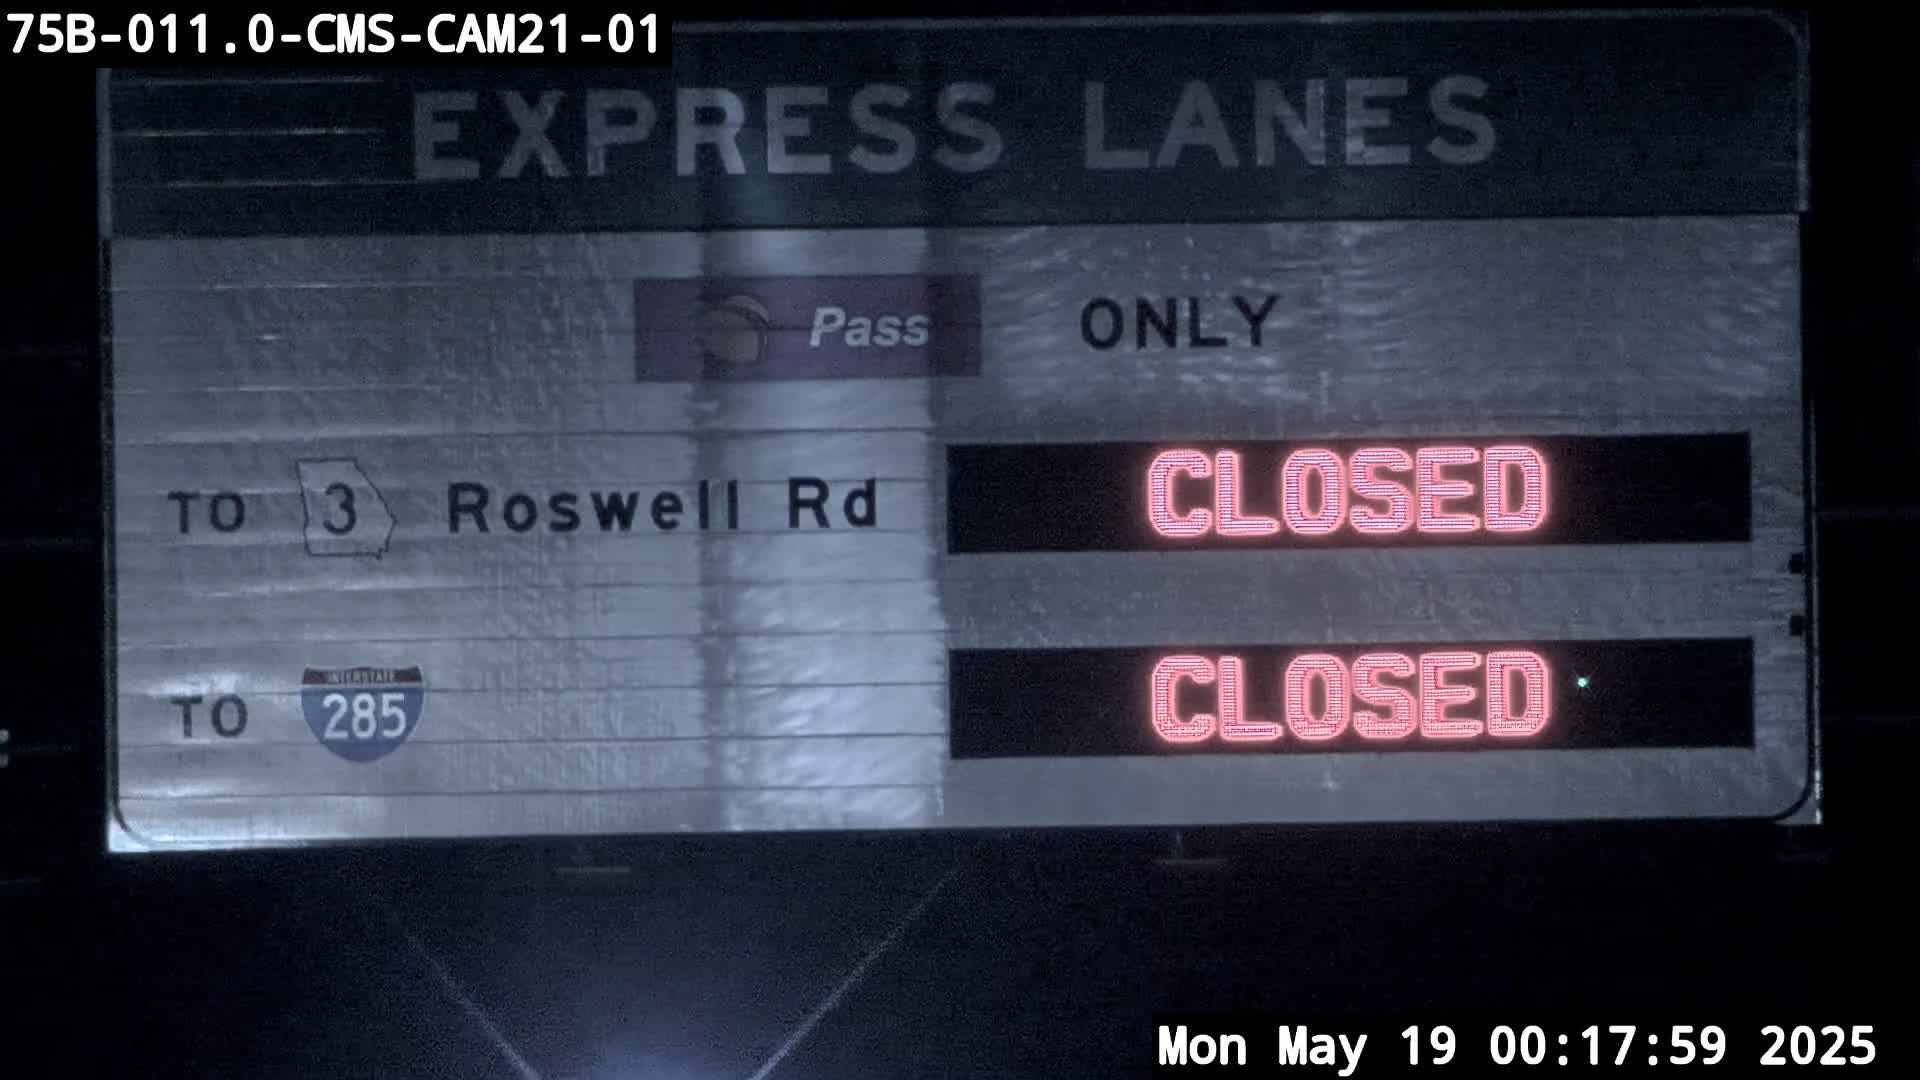 75B-011.0-CMS-CAM21-01
EXPRESS LANES
Pass ONLY
TO 3 Roswell Rd CLOSED
TO INTERSTATE 285 CLOSED
Mon May 19 00:17:59 2025